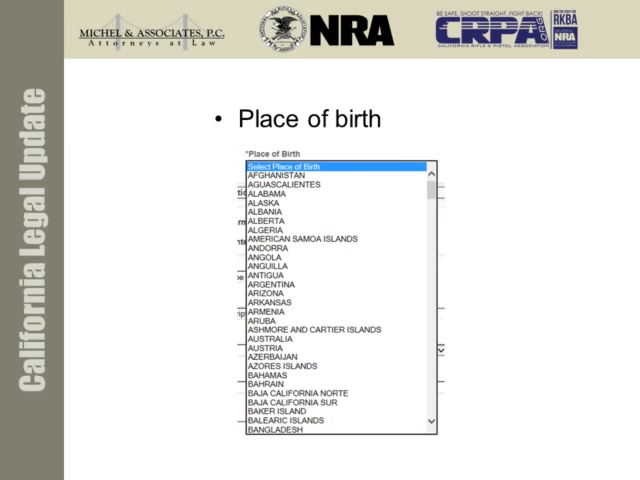 MICHEL & ASSOCIATES, P.C.
Attorneys at Law
NRA
BE SAFE, SHOOT STRAIGHT, FIGHT BACK!
CRPA.ORG
CALIFORNIA RIFLE & PISTOL ASSOCIATION
RKBA
NRA
California Legal Update
• Place of birth
*Place of Birth
Select Place of Birth
AFGHANISTAN
AGUASCALIENTES
ALABAMA
ALASKA
ALBANIA
ALBERTA
ALGERIA
AMERICAN SAMOA ISLANDS
ANDORRA
ANGOLA
ANGUILLA
ANTIGUA
ARGENTINA
ARIZONA
ARKANSAS
ARMENIA
ARUBA
ASHMORE AND CARTIER ISLANDS
AUSTRALIA
AUSTRIA
AZERBAIJAN
AZORES ISLANDS
BAHAMAS
BAHRAIN
BAJA CALIFORNIA NORTE
BAJA CALIFORNIA SUR
BAKER ISLAND
BALEARIC ISLANDS
BANGLADESH